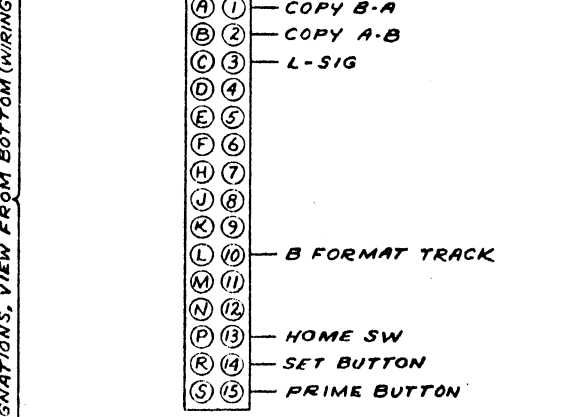 A 1 COPY B-A
B 2 COPY A-B
C 3 L-SIG
D 4
E 5
F 6
H 7
J 8
K 9
L 10 B FORMAT TRACK
M 11
N 12
P 13 HOME SW
R 14 SET BUTTON
S 15 PRIME BUTTON
GNATIONS, VIEW FROM BOTTOM (WIRING